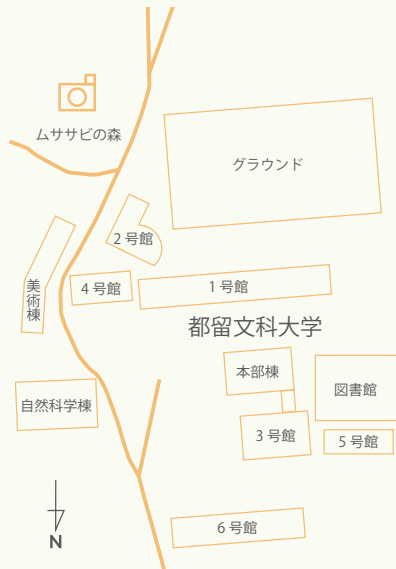 ムササビの森
グラウンド
2号館
美術棟
4号館
1号館
都留文科大学
本部棟
図書館
自然科学棟
3号館
5号館
6号館
N